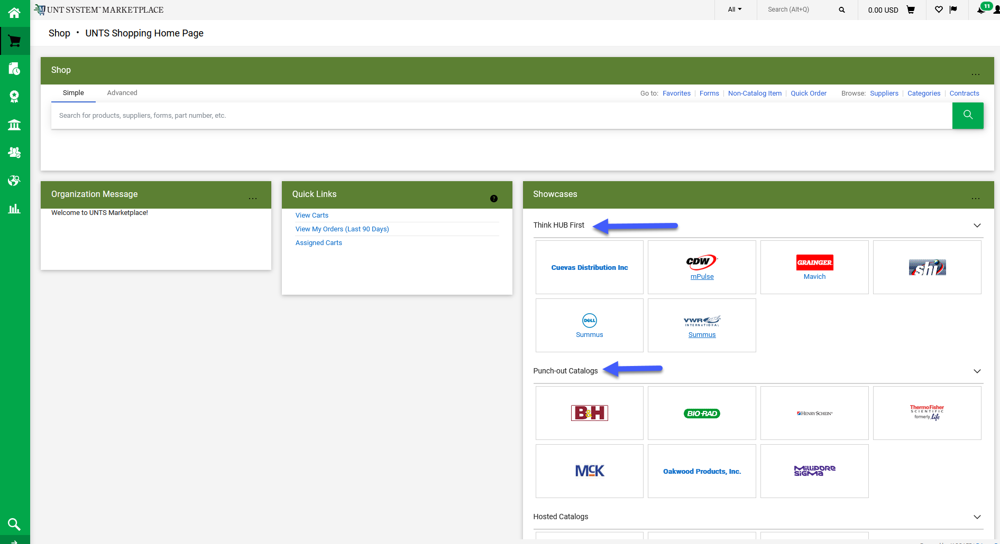 UNT SYSTEM™ MARKETPLACE
All
Search (Alt+Q)
0.00 USD
11
Shop • UNTS Shopping Home Page
Shop
...
Simple
Advanced
Go to: Favorites | Forms | Non-Catalog Item | Quick Order
Browse: Suppliers | Categories | Contracts
Search for products, suppliers, forms, part number, etc.
Organization Message
...
Welcome to UNTS Marketplace!
Quick Links
?
View Carts
View My Orders (Last 90 Days)
Assigned Carts
Showcases
...
Think HUB First
Cuevas Distribution Inc
CDW
mPulse
GRAINGER
Mavich
shi
DELL
Summus
VWR
INTERNATIONAL
Summus
Punch-out Catalogs
B&H
BIO-RAD
HENRY SCHEIN®
ThermoFisher
SCIENTIFIC
formerly life
McK
Oakwood Products, Inc.
Millipore
Sigma
Hosted Catalogs